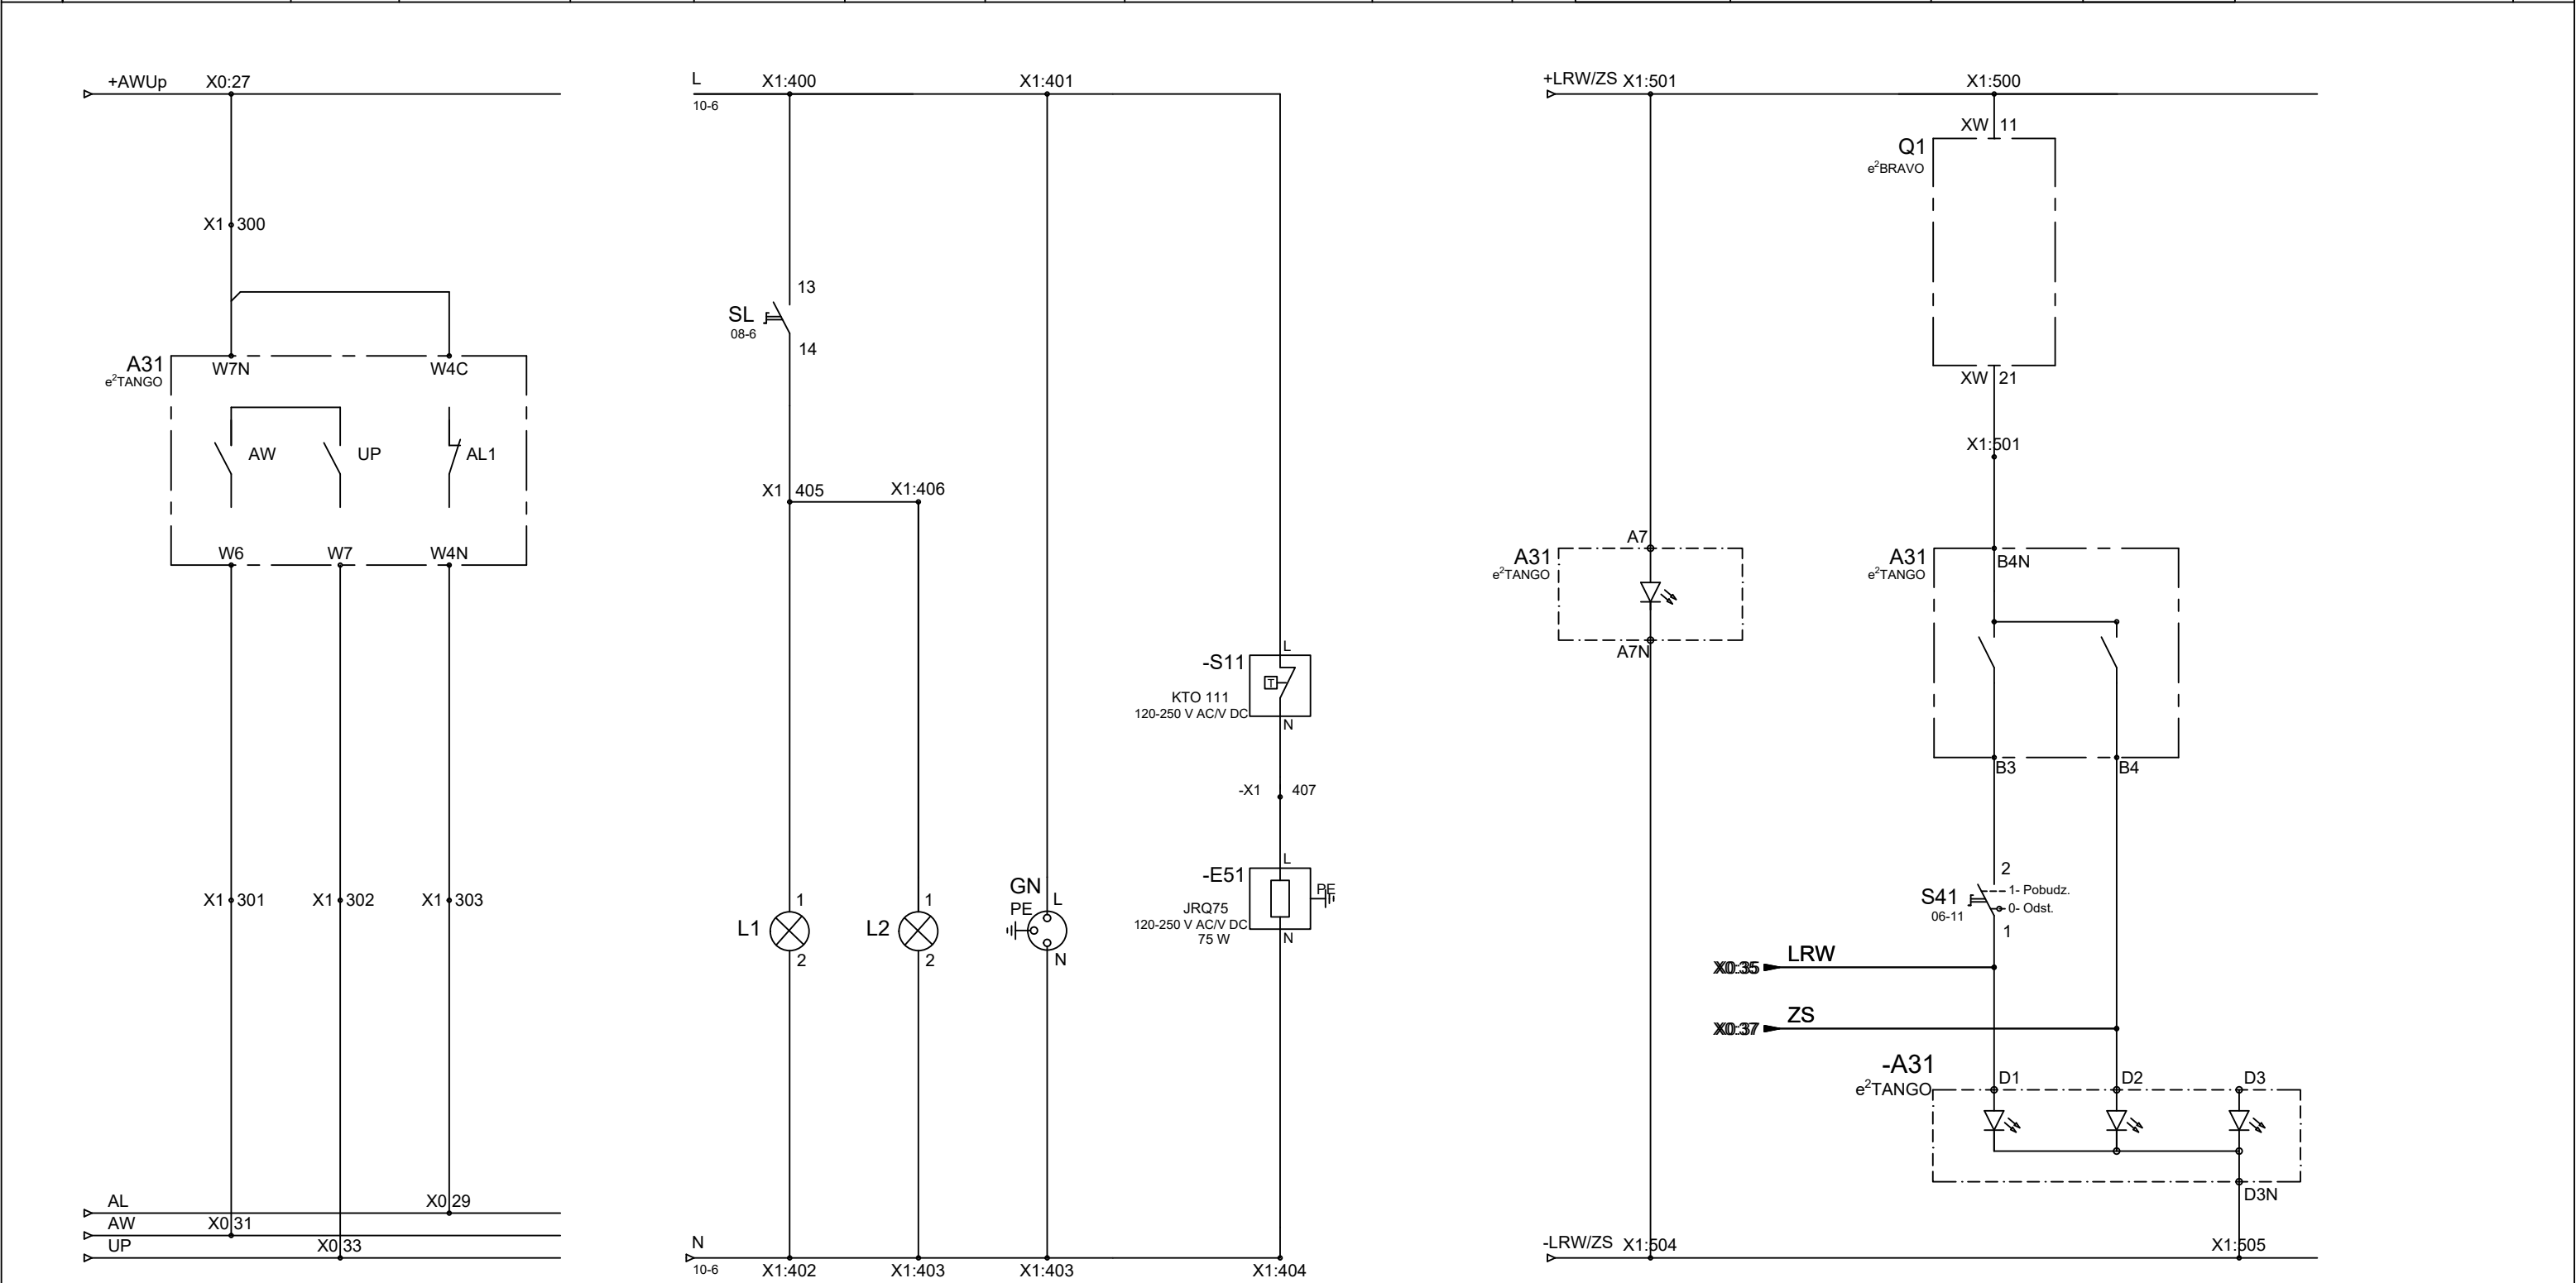 +AWUp X0:27
X1 300
A31
e²TANGO
W7N W4C
AW UP AL1
W6 W7 W4N
X1 301 X1 302 X1 303
AL X0 29
AW X0 31
UP X0 33
L X1:400 X1:401
10-6
13
SL
08-6
14
X1 405 X1:406
L
-S11
T
KTO 111
120-250 V AC/V DC
N
-X1 407
L
-E51
PE
JRQ75
120-250 V AC/V DC
75 W
N
1 1 GN L
PE
L1 L2
2 2 N
N
10-6 X1:402 X1:403 X1:403 X1:404
+LRW/ZS X1:501 X1:500
XW 11
Q1
e²BRAVO
XW 21
X1:501
A7
A31
e²TANGO
A7N
A31
e²TANGO
B4N
B3 B4
2
S41
06-11
1- Pobudz.
0- Odst.
1
X0:35 LRW
X0:37 ZS
-A31
e²TANGO
D1 D2 D3
D3N
-LRW/ZS X1:504 X1:505